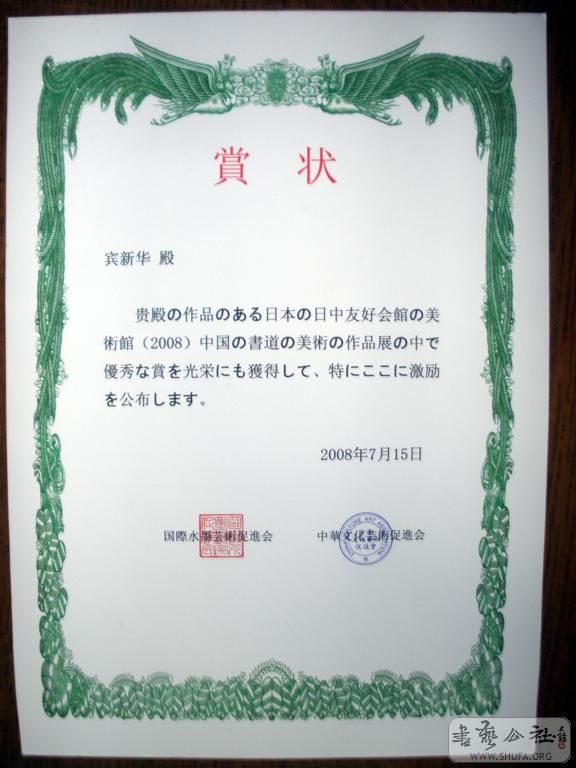 賞 状
宾新华 殿
贵殿の作品のある日本の日中友好会館の美
術館（2008）中国の書道の美術の作品展の中で
優秀な賞を光栄にも獲得して、特にここに激励
を公布します。
2008年7月15日
国際水墨芸術促進会
中華文化芸術促進会
書藝公社
WWW.SHUFA.ORG